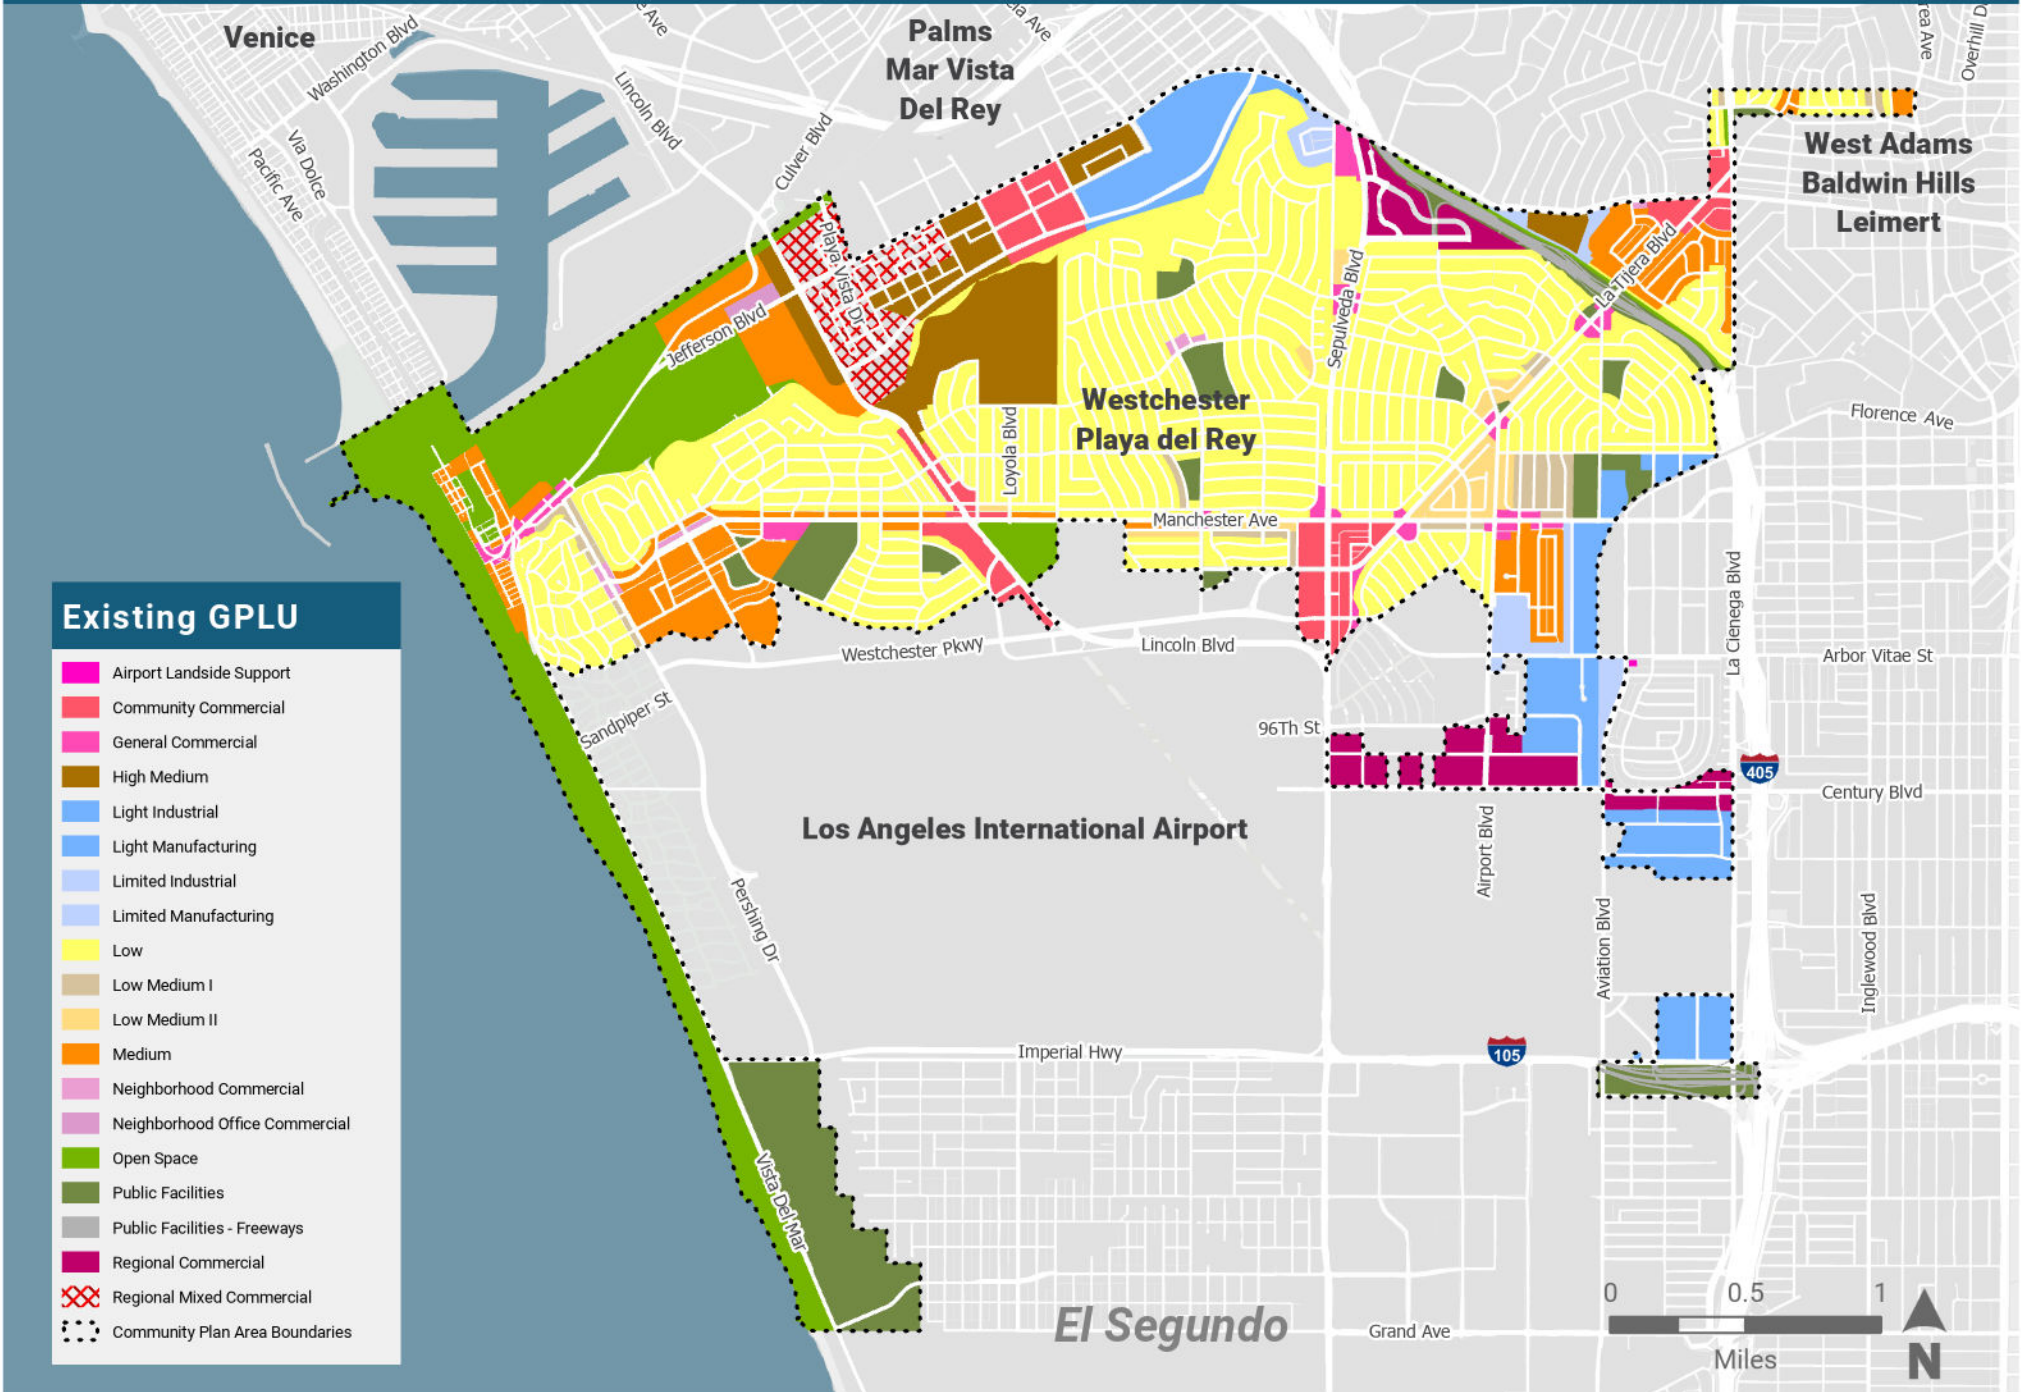 Venice
Washington Blvd
Lincoln Blvd
Palms
Mar Vista
Del Rey
Overhill
Via Dolce
Pacific Ave
Culver Blvd
West Adams
Baldwin Hills
Leimert
Playa Vista Dr
Jefferson Blvd
Sepulveda Blvd
La Tijera Blvd
Westchester
Playa del Rey
Loyola Blvd
Florence Ave
Manchester Ave
La Cienega Blvd
Westchester Pkwy
Lincoln Blvd
Arbor Vitae St
Sandpiper St
96Th St
405
Century Blvd
Los Angeles International Airport
Airport Blvd
Pershing Dr
Aviation Blvd
Inglewood Blvd
Imperial Hwy
105
Vista Del Mar
El Segundo
Grand Ave
Existing GPLU
Airport Landside Support
Community Commercial
General Commercial
High Medium
Light Industrial
Light Manufacturing
Limited Industrial
Limited Manufacturing
Low
Low Medium I
Low Medium II
Medium
Neighborhood Commercial
Neighborhood Office Commercial
Open Space
Public Facilities
Public Facilities - Freeways
Regional Commercial
Regional Mixed Commercial
Community Plan Area Boundaries
0 0.5 1
Miles
N